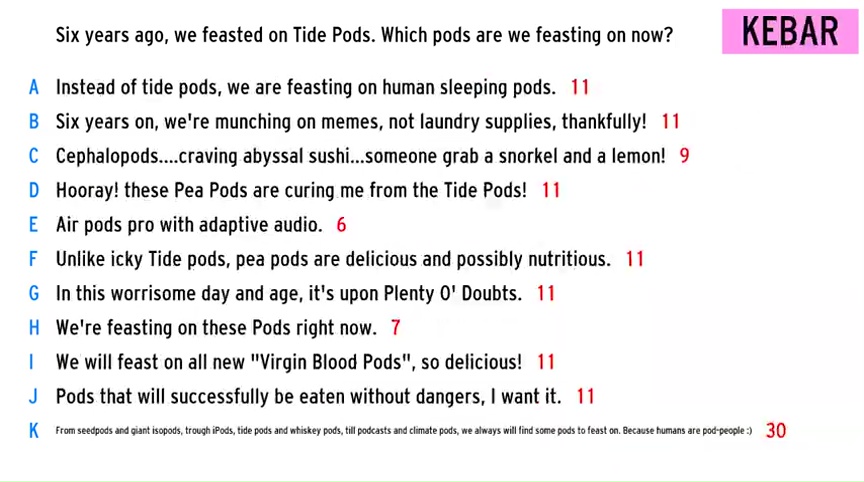 Six years ago, we feasted on Tide Pods. Which pods are we feasting on now?
KEBAR
A Instead of tide pods, we are feasting on human sleeping pods. 11
B Six years on, we're munching on memes, not laundry supplies, thankfully! 11
C Cephalopods....craving abyssal sushi...someone grab a snorkel and a lemon! 9
D Hooray! these Pea Pods are curing me from the Tide Pods! 11
E Air pods pro with adaptive audio. 6
F Unlike icky Tide pods, pea pods are delicious and possibly nutritious. 11
G In this worrisome day and age, it's upon Plenty O' Doubts. 11
H We're feasting on these Pods right now. 7
I We will feast on all new "Virgin Blood Pods", so delicious! 11
J Pods that will successfully be eaten without dangers, I want it. 11
K From seedpods and giant isopods, trough iPods, tide pods and whiskey pods, till podcasts and climate pods, we always will find some pods to feast on. Because humans are pod-people :) 30